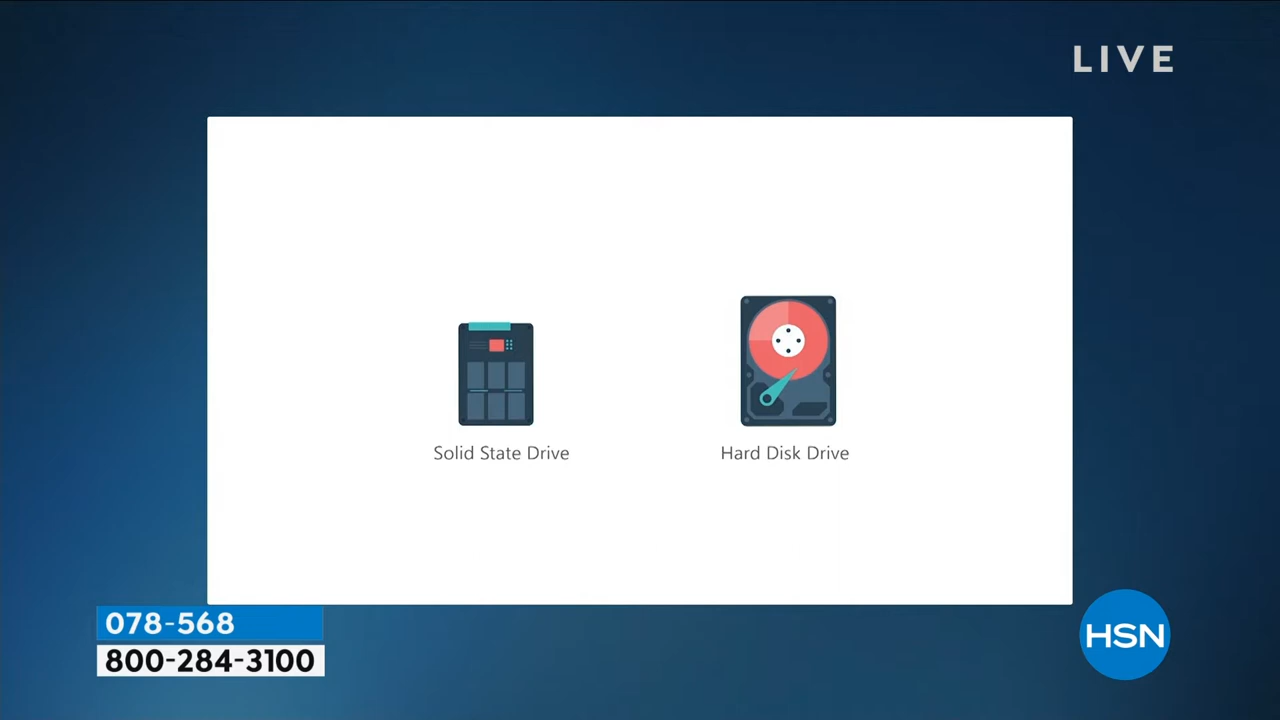 LIVE
Solid State Drive
Hard Disk Drive
078-568
800-284-3100
HSN